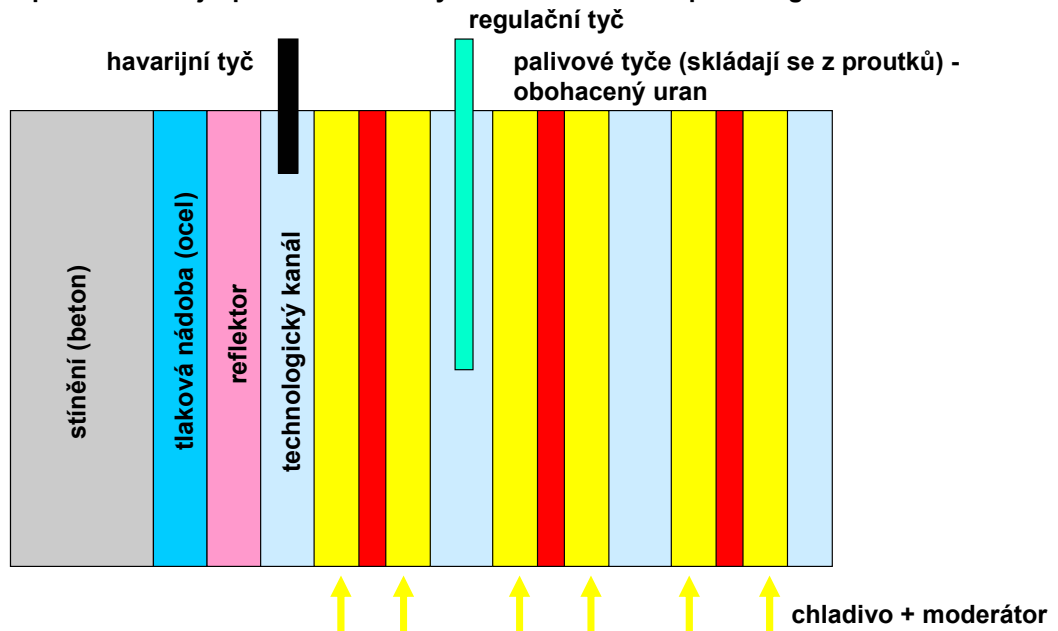 regulační tyč
havarijní tyč
palivové tyče (skládají se z proutků) -
obohacený uran
stínění (beton)
tlaková nádoba (ocel)
reflektor
technologický kanál
chladivo + moderátor